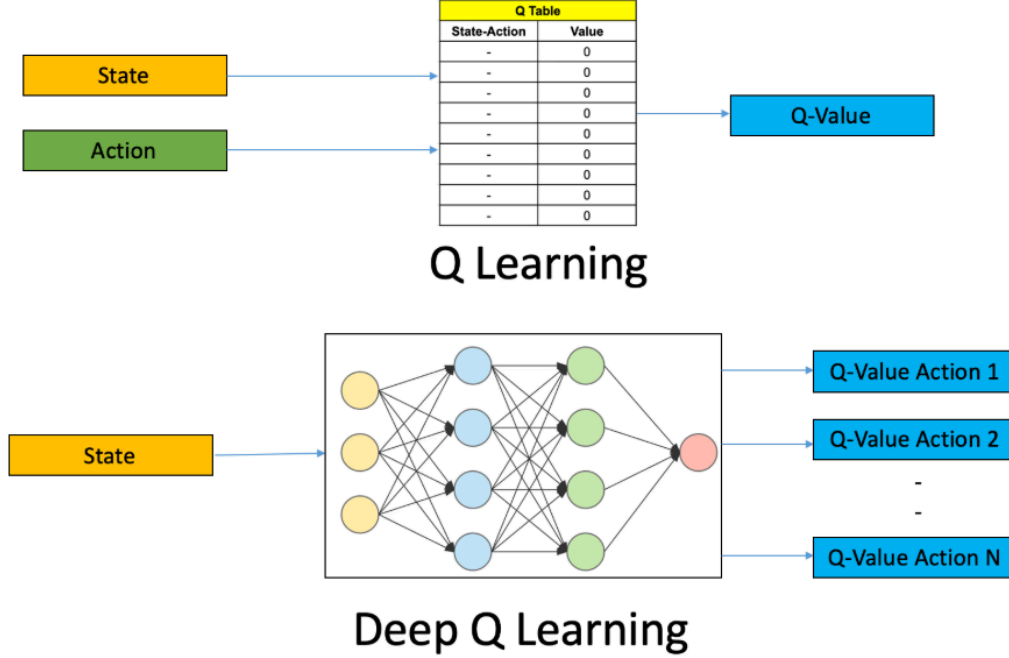 Q Table
State-Action Value
- 0
- 0
- 0
- 0
- 0
- 0
- 0
- 0
- 0
State
Action
Q-Value
Q Learning
State
Q-Value Action 1
Q-Value Action 2
-
-
Q-Value Action N
Deep Q Learning